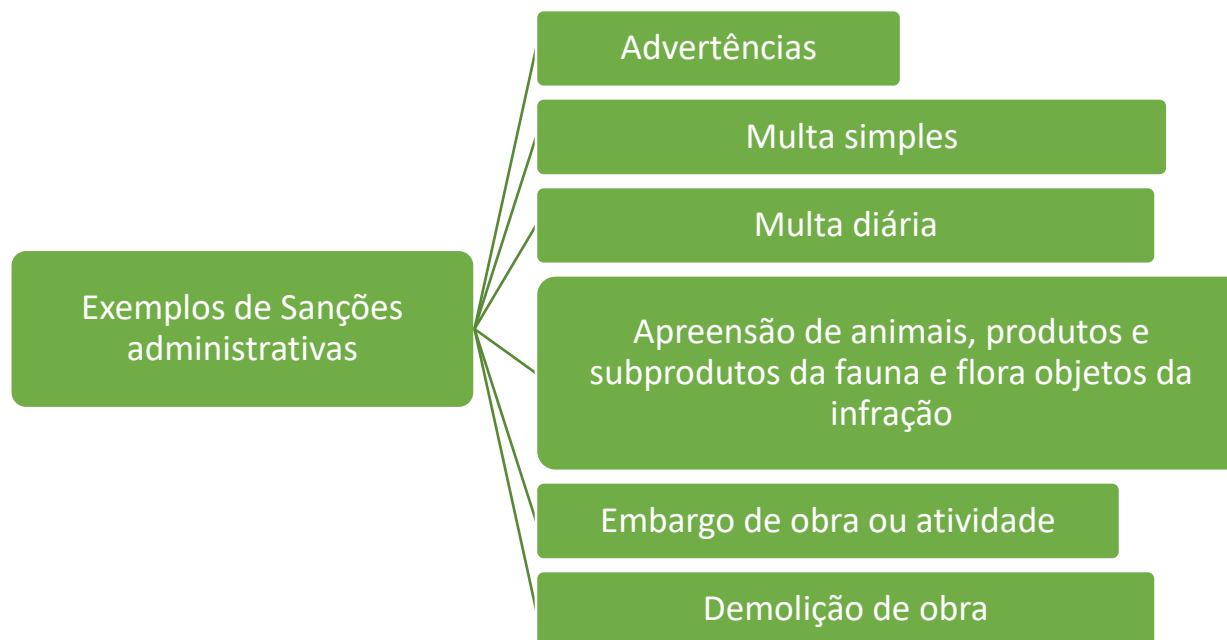 Exemplos de Sanções
administrativas
Advertências
Multa simples
Multa diária
Apreensão de animais, produtos e
subprodutos da fauna e flora objetos da
infração
Embargo de obra ou atividade
Demolição de obra